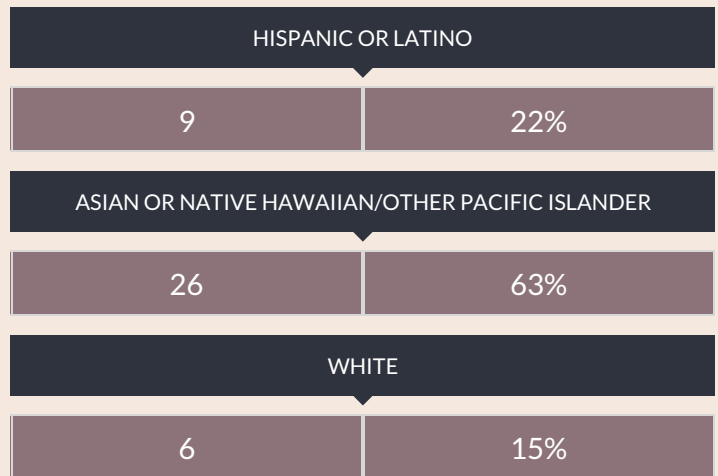 HISPANIC OR LATINO
9 22%
ASIAN OR NATIVE HAWAIIAN/OTHER PACIFIC ISLANDER
26 63%
WHITE
6 15%